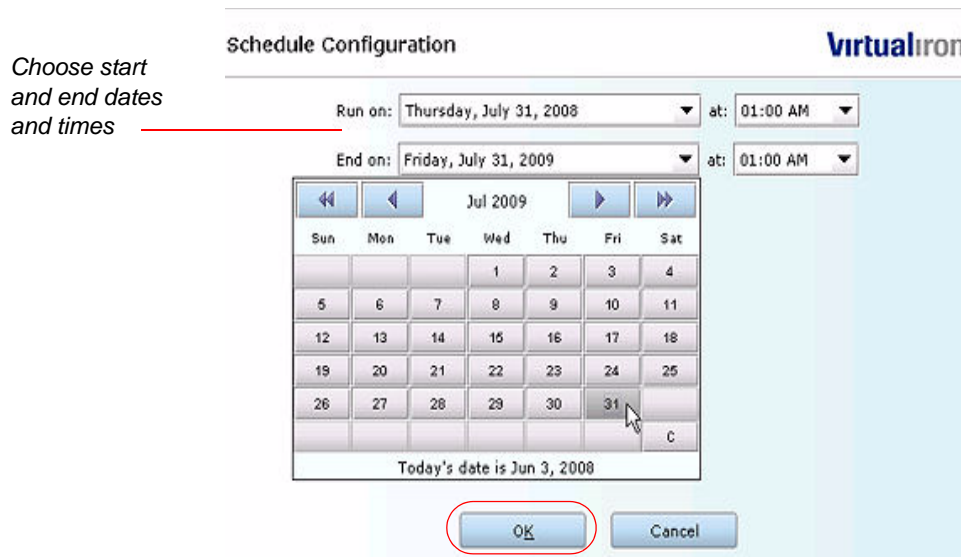 Schedule Configuration
Virtualiron
Choose start
and end dates
and times
Run on: Thursday, July 31, 2008 at: 01:00 AM
End on: Friday, July 31, 2009 at: 01:00 AM
Jul 2009
Sun Mon Tue Wed Thu Fri Sat
1 2 3 4
5 6 7 8 9 10 11
12 13 14 15 16 17 18
19 20 21 22 23 24 25
26 27 28 29 30 31
C
Today's date is Jun 3, 2008
OK Cancel